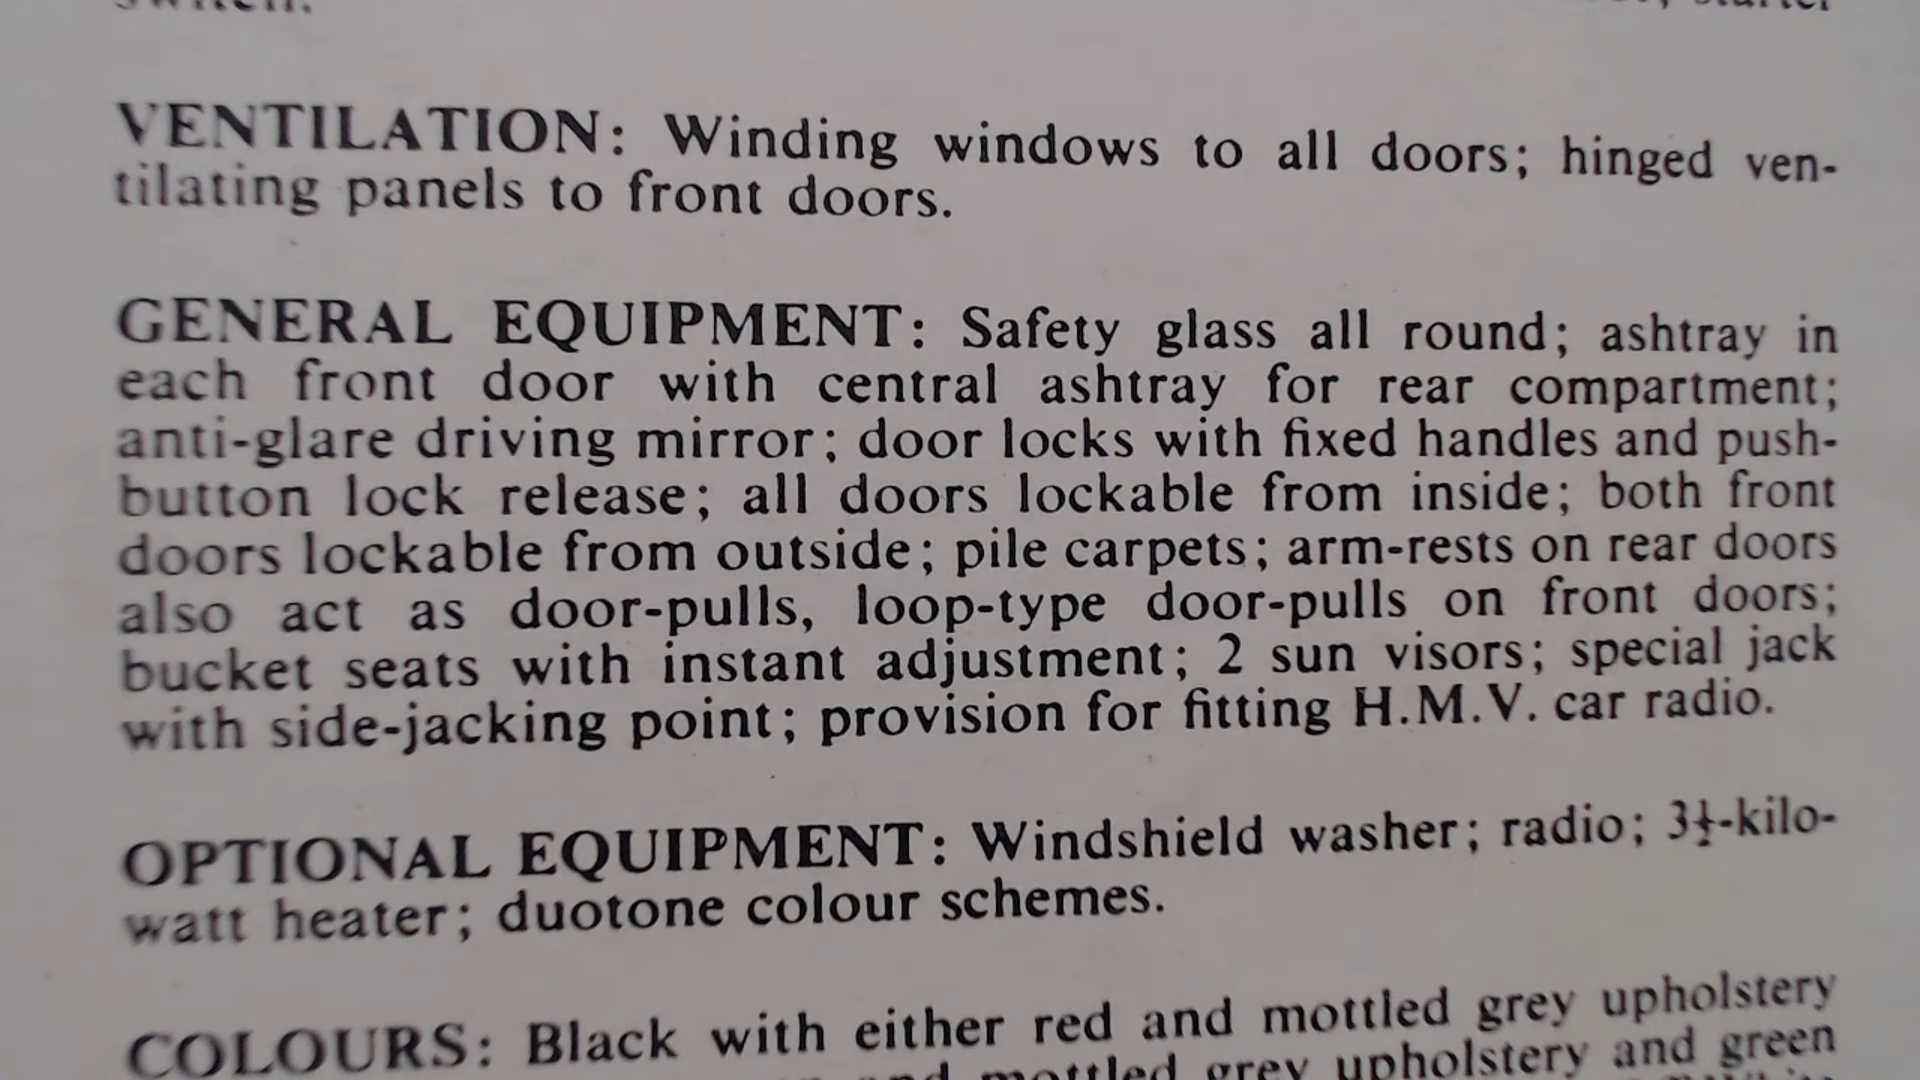 switch. starter
VENTILATION: Winding windows to all doors; hinged ven-
tilating panels to front doors.
GENERAL EQUIPMENT: Safety glass all round; ashtray in
each front door with central ashtray for rear compartment;
anti-glare driving mirror; door locks with fixed handles and push-
button lock release; all doors lockable from inside; both front
doors lockable from outside; pile carpets; arm-rests on rear doors
also act as door-pulls, loop-type door-pulls on front doors;
bucket seats with instant adjustment; 2 sun visors; special jack
with side-jacking point; provision for fitting H.M.V. car radio.
OPTIONAL EQUIPMENT: Windshield washer; radio; 3½-kilo-
watt heater; duotone colour schemes.
COLOURS: Black with either red and mottled grey upholstery
mottled grey upholstery and green